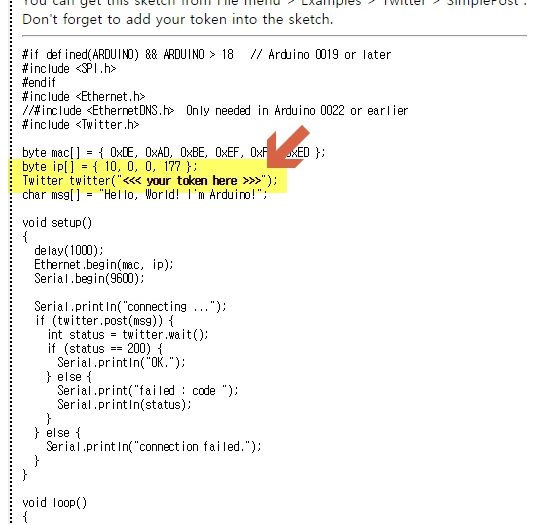 You can get this sketch from File menu > Examples > Twitter > SimplePost .
Don't forget to add your token into the sketch.
#if defined(ARDUINO) && ARDUINO > 18   // Arduino 0019 or later
#include <SPI.h>
#endif
#include <Ethernet.h>
//#include <EthernetDNS.h>  Only needed in Arduino 0022 or earlier
#include <Twitter.h>
byte mac[] = { 0xDE, 0xAD, 0xBE, 0xEF, 0xF 0xED };
byte ip[] = { 10, 0, 0, 177 };
Twitter twitter("<<< your token here >>>");
char msg[] = "Hello, World! I'm Arduino!";
void setup()
{
  delay(1000);
  Ethernet.begin(mac, ip);
  Serial.begin(9600);
  Serial.println("connecting ...");
  if (twitter.post(msg)) {
    int status = twitter.wait();
    if (status == 200) {
      Serial.println("OK.");
    } else {
      Serial.print("failed : code ");
      Serial.println(status);
    }
  } else {
    Serial.println("connection failed.");
  }
}
void loop()
{